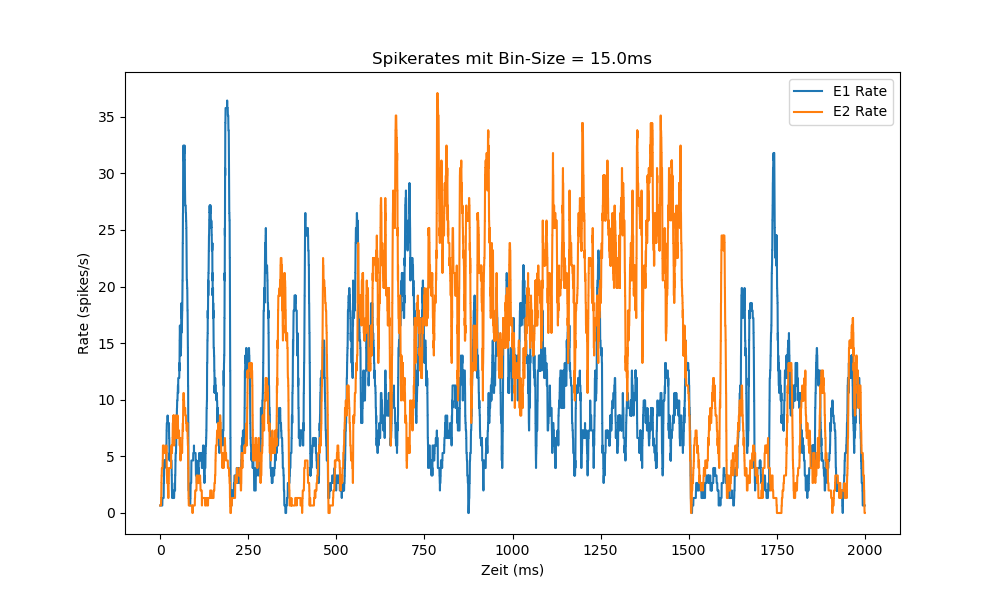 Spikerates mit Bin-Size = 15.0ms
E1 Rate
E2 Rate
35
30
25
20
15
10
5
0
Rate (spikes/s)
0 250 500 750 1000 1250 1500 1750 2000
Zeit (ms)